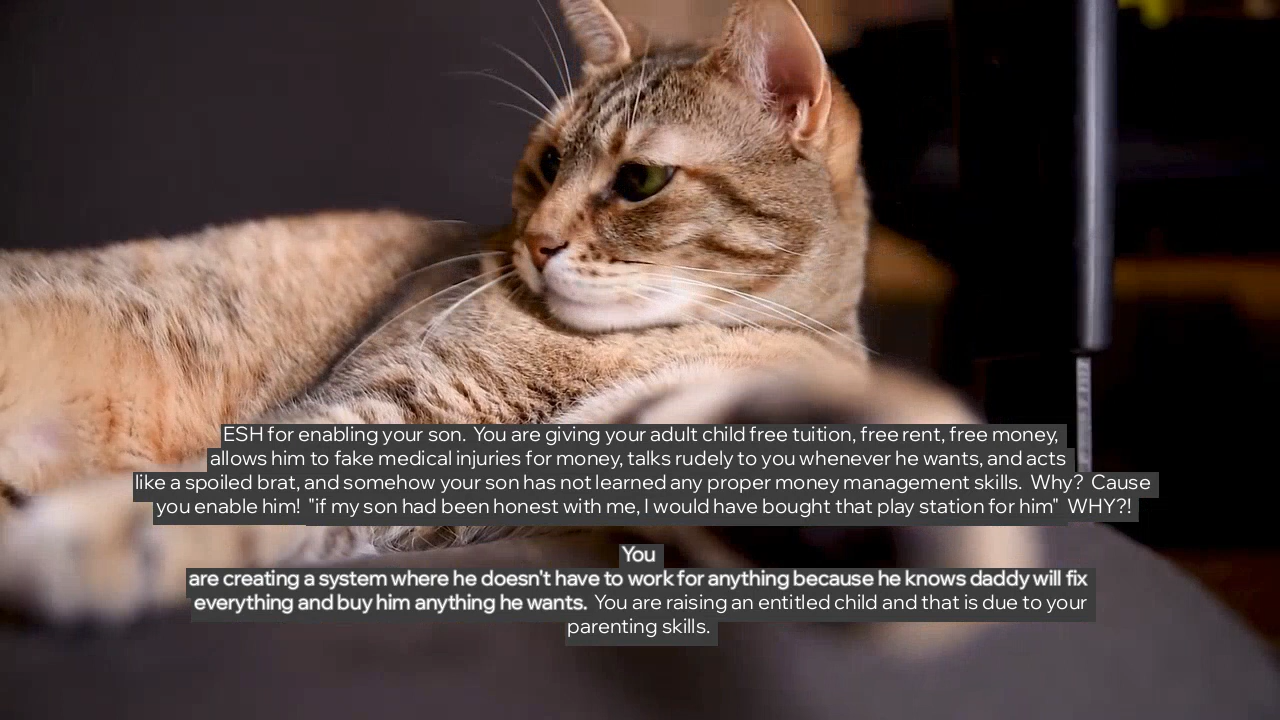 ESH for enabling your son.  You are giving your adult child free tuition, free rent, free money,
allows him to fake medical injuries for money, talks rudely to you whenever he wants, and acts
like a spoiled brat, and somehow your son has not learned any proper money management skills.  Why?  Cause
you enable him!  "if my son had been honest with me, I would have bought that play station for him"  WHY?!
You
are creating a system where he doesn't have to work for anything because he knows daddy will fix
everything and buy him anything he wants.  You are raising an entitled child and that is due to your
parenting skills.